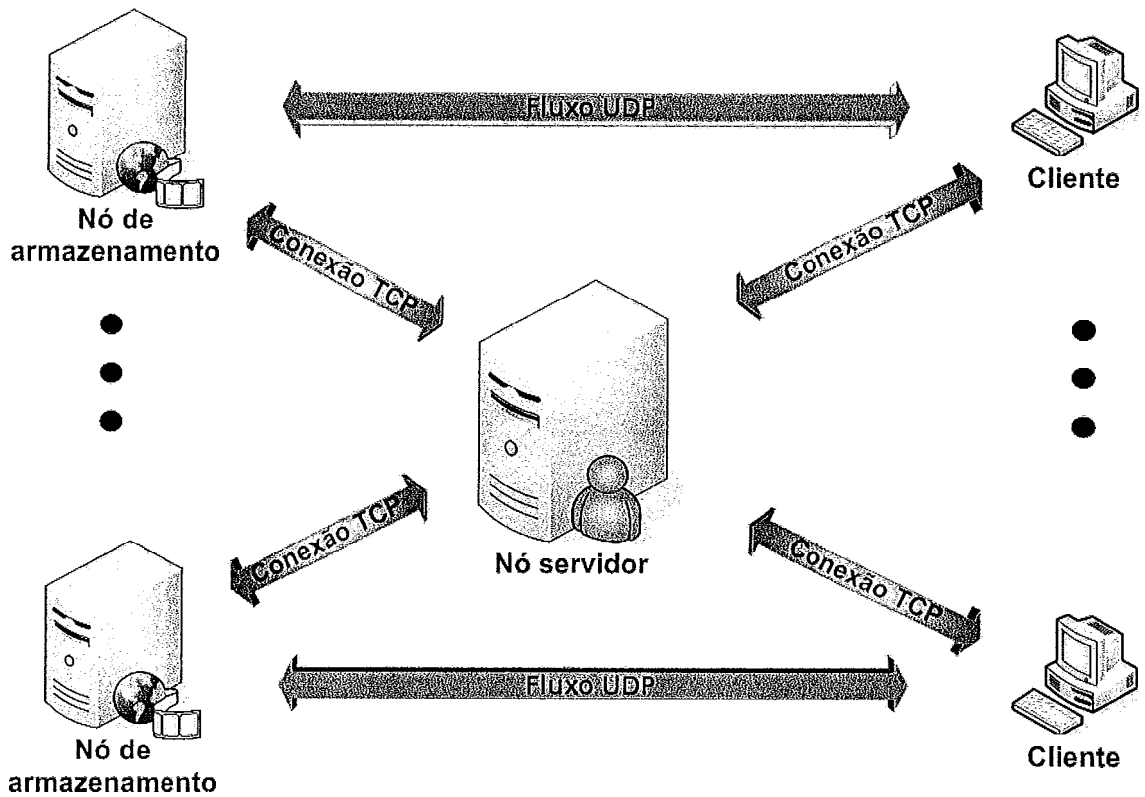 Fluxo UDP
Cliente
Nó de
armazenamento
Conexão TCP
Conexão TCP
Nó servidor
Conexão TCP
Conexão TCP
Fluxo UDP
Nó de
armazenamento
Cliente